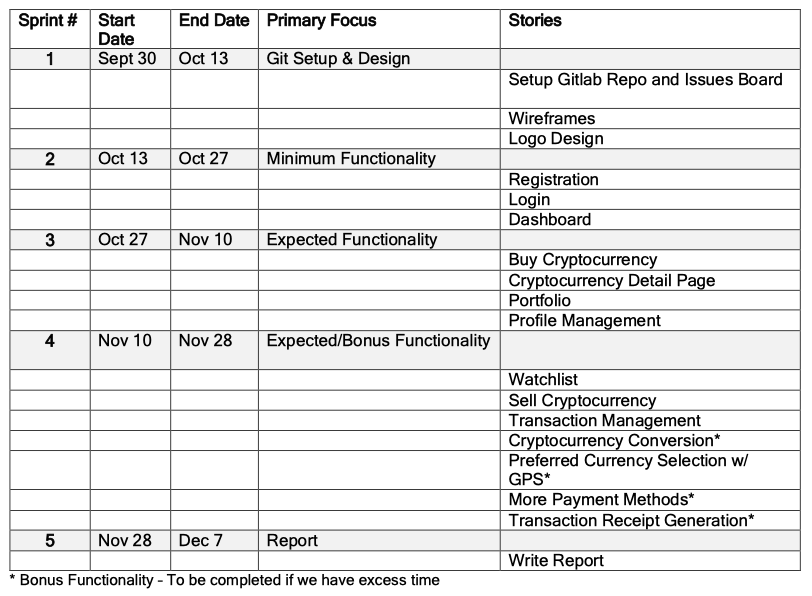 Sprint # Start Date End Date Primary Focus Stories
1 Sept 30 Oct 13 Git Setup & Design
Setup Gitlab Repo and Issues Board
Wireframes
Logo Design
2 Oct 13 Oct 27 Minimum Functionality
Registration
Login
Dashboard
3 Oct 27 Nov 10 Expected Functionality
Buy Cryptocurrency
Cryptocurrency Detail Page
Portfolio
Profile Management
4 Nov 10 Nov 28 Expected/Bonus Functionality
Watchlist
Sell Cryptocurrency
Transaction Management
Cryptocurrency Conversion*
Preferred Currency Selection w/
GPS*
More Payment Methods*
Transaction Receipt Generation*
5 Nov 28 Dec 7 Report
Write Report
* Bonus Functionality - To be completed if we have excess time